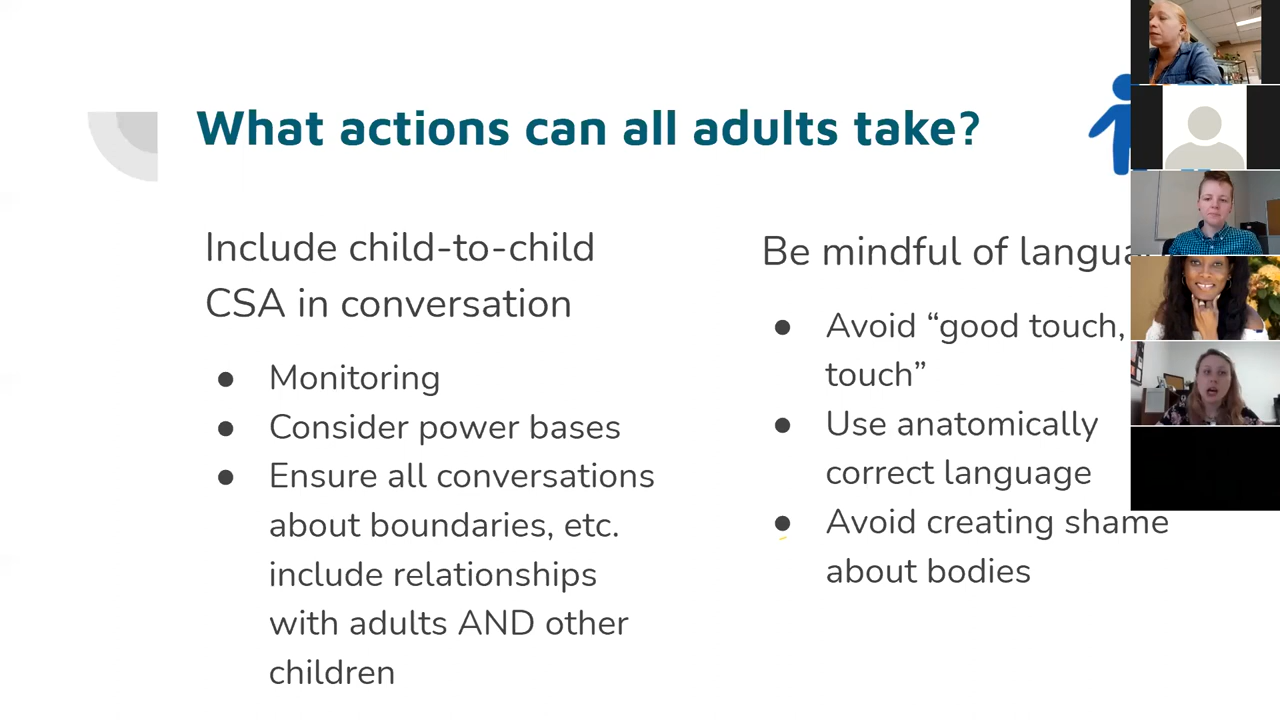 What actions can all adults take?
Include child-to-child
CSA in conversation
● Monitoring
● Consider power bases
● Ensure all conversations
about boundaries, etc.
include relationships
with adults AND other
children
Be mindful of
● Avoid “good touch,
touch”
● Use anatomically
correct language
● Avoid creating shame
about bodies